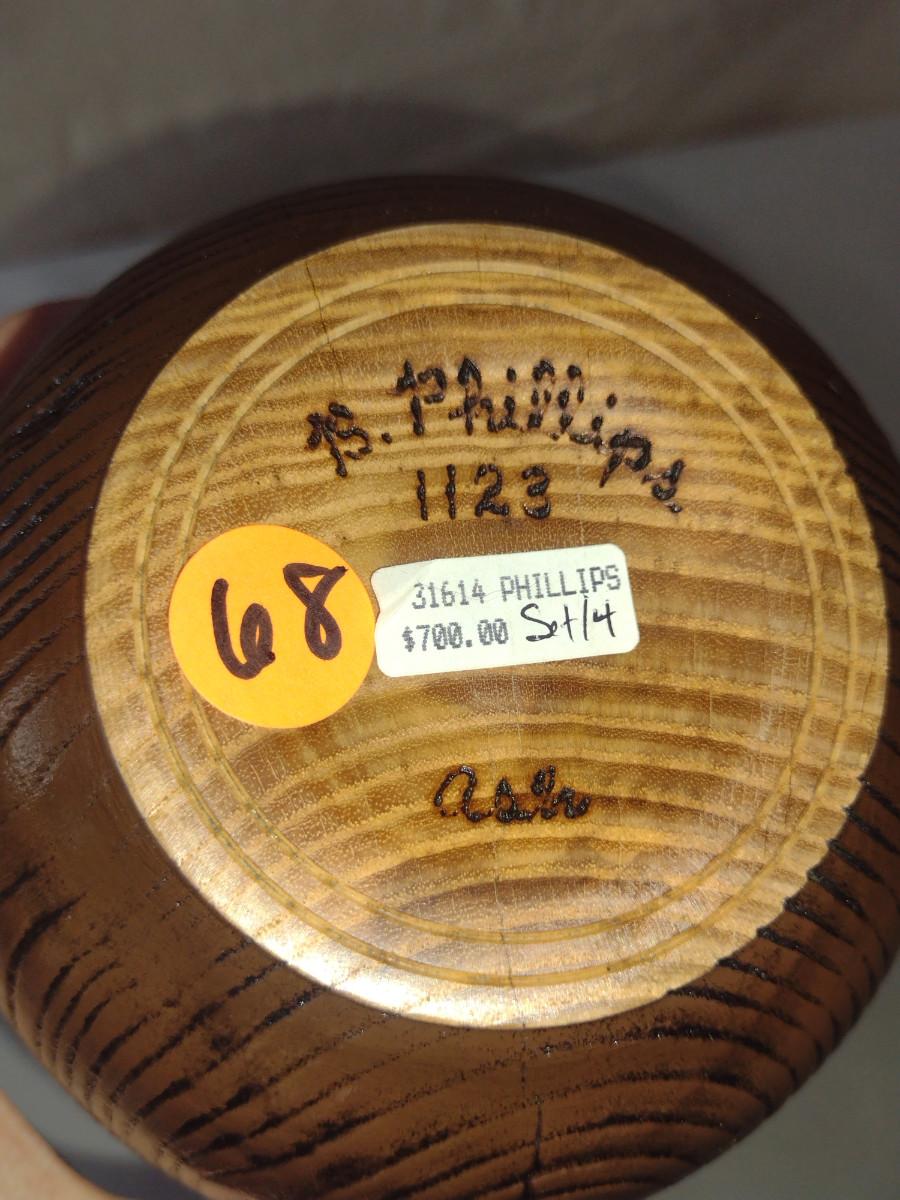 B. Phillips
1123
68
31614 PHILLIPS
$700.00 Set/4
ash